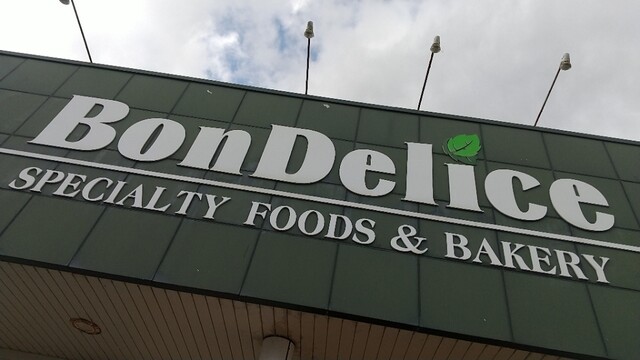 BonDelice
SPECIALTY FOODS & BAKERY